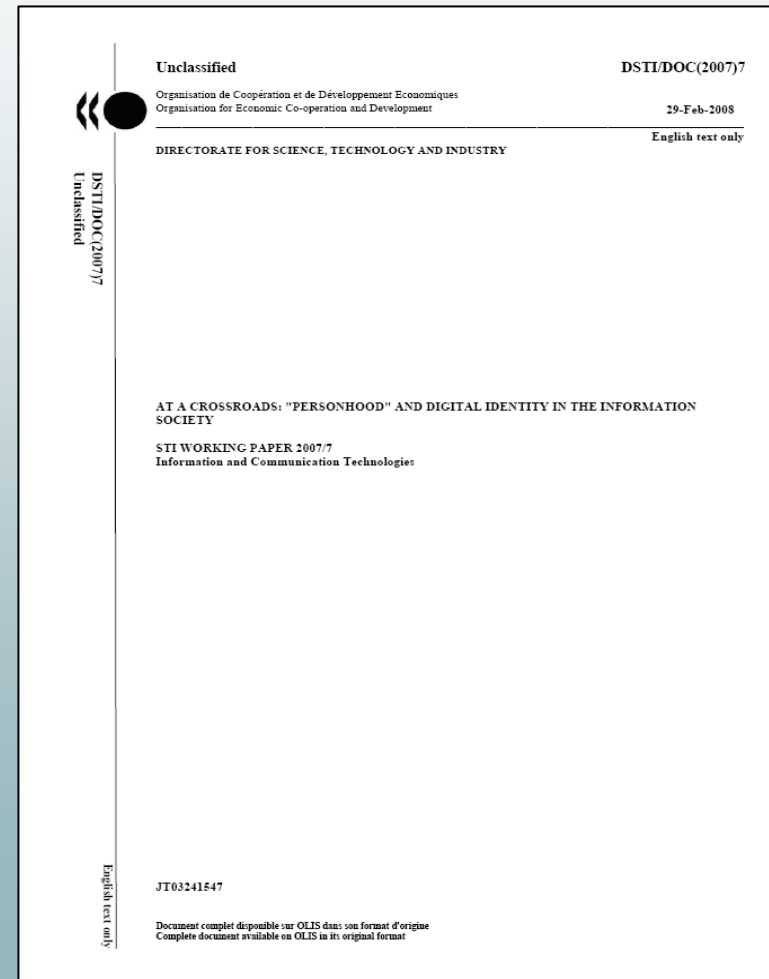 Unclassified
DSTI/DOC(2007)7
Organisation de Coopération et de Développement Economiques
Organisation for Economic Co-operation and Development
29-Feb-2008
English text only
DIRECTORATE FOR SCIENCE, TECHNOLOGY AND INDUSTRY
DSTI/DOC(2007)7
Unclassified
AT A CROSSROADS: "PERSONHOOD" AND DIGITAL IDENTITY IN THE INFORMATION
SOCIETY
STI WORKING PAPER 2007/7
Information and Communication Technologies
English text only
JT03241547
Document complet disponible sur OLIS dans son format d'origine
Complete document available on OLIS in its original format